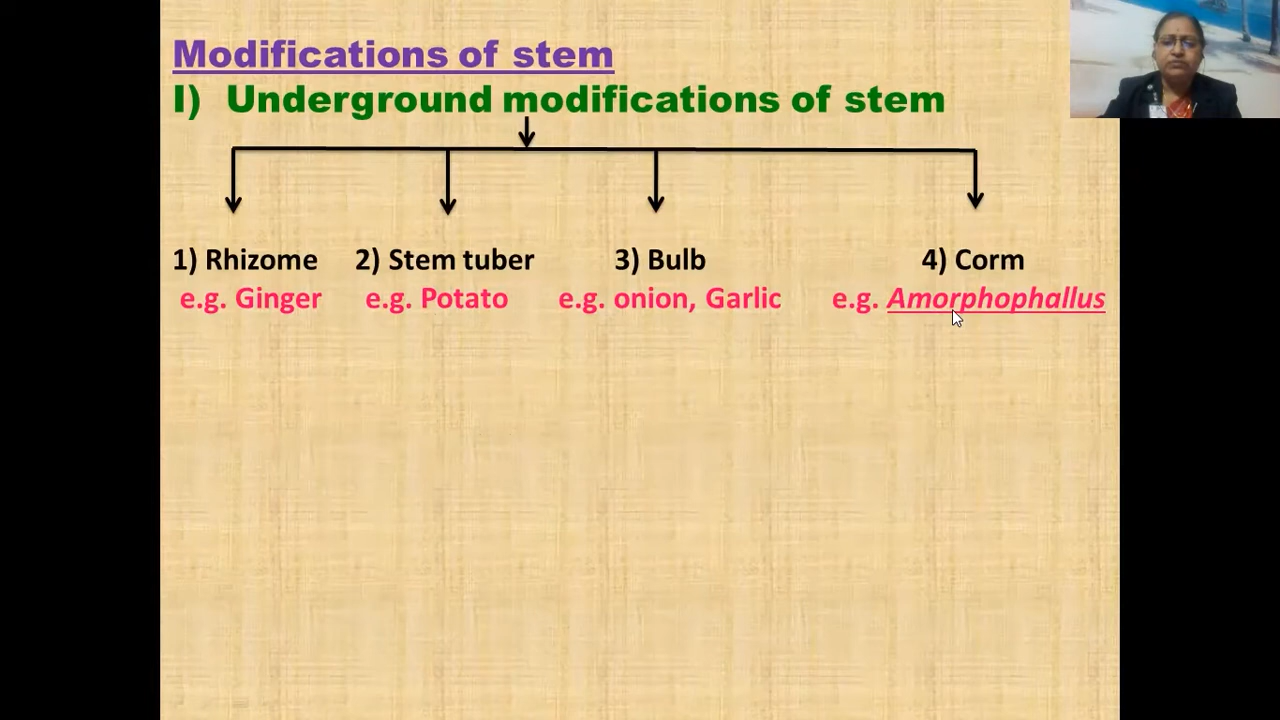 Modifications of stem
I) Underground modifications of stem
1) Rhizome 2) Stem tuber 3) Bulb 4) Corm
e.g. Ginger e.g. Potato e.g. onion, Garlic e.g. Amorphophallus